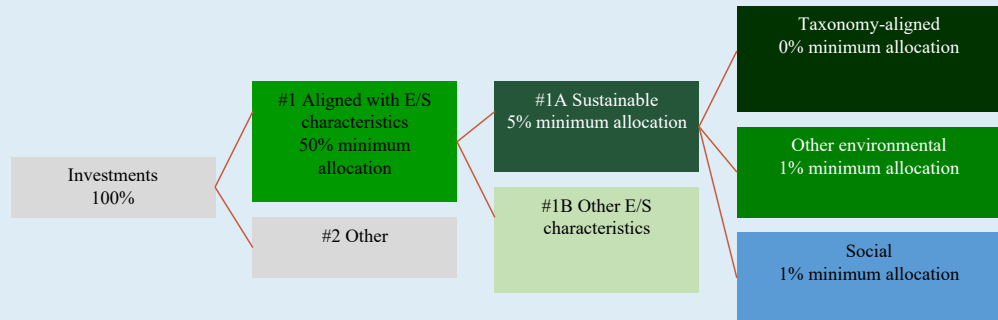 Investments
100%
#1 Aligned with E/S
characteristics
50% minimum
allocation
#2 Other
#1A Sustainable
5% minimum allocation
#1B Other E/S
characteristics
Taxonomy-aligned
0% minimum allocation
Other environmental
1% minimum allocation
Social
1% minimum allocation